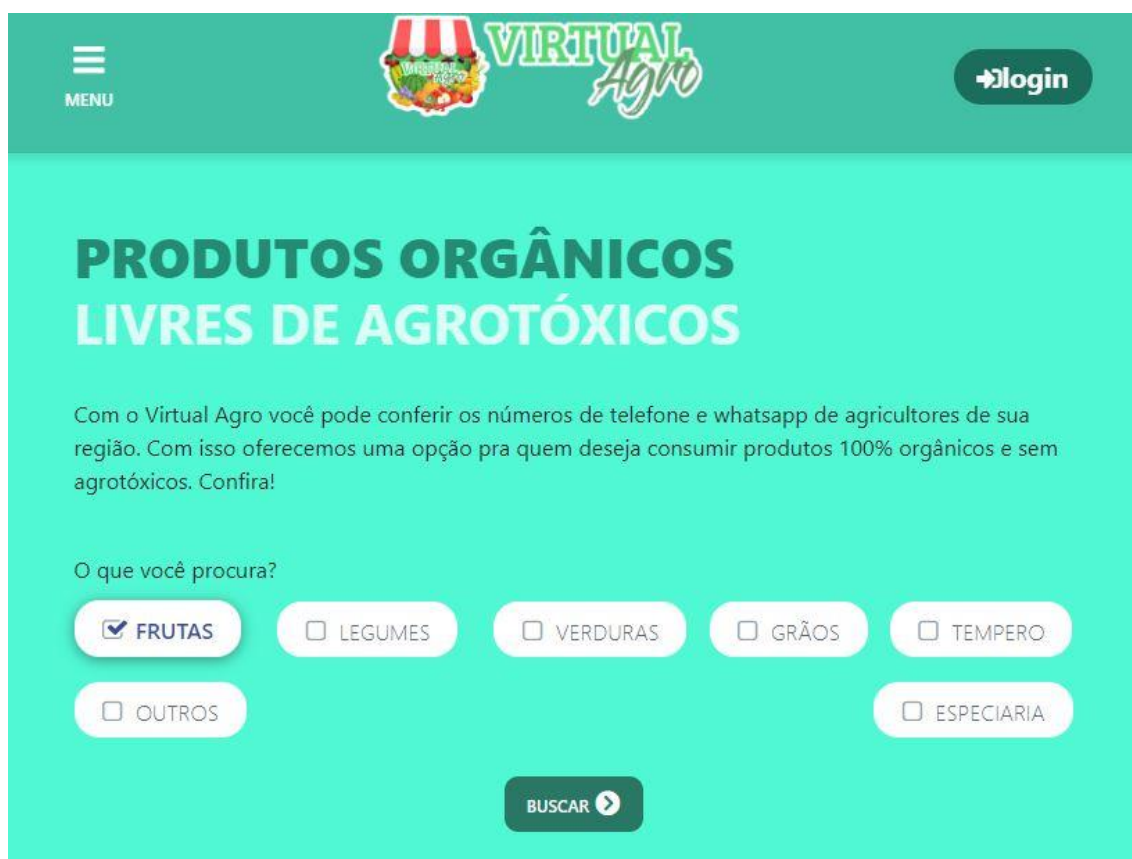 MENU
VIRTUAL
Agro
VIRTUAL
AGRO
login
PRODUTOS ORGÂNICOS
LIVRES DE AGROTÓXICOS
Com o Virtual Agro você pode conferir os números de telefone e whatsapp de agricultores de sua
região. Com isso oferecemos uma opção pra quem deseja consumir produtos 100% orgânicos e sem
agrotóxicos. Confira!
O que você procura?
FRUTAS LEGUMES VERDURAS GRÃOS TEMPERO
OUTROS ESPECIARIA
BUSCAR